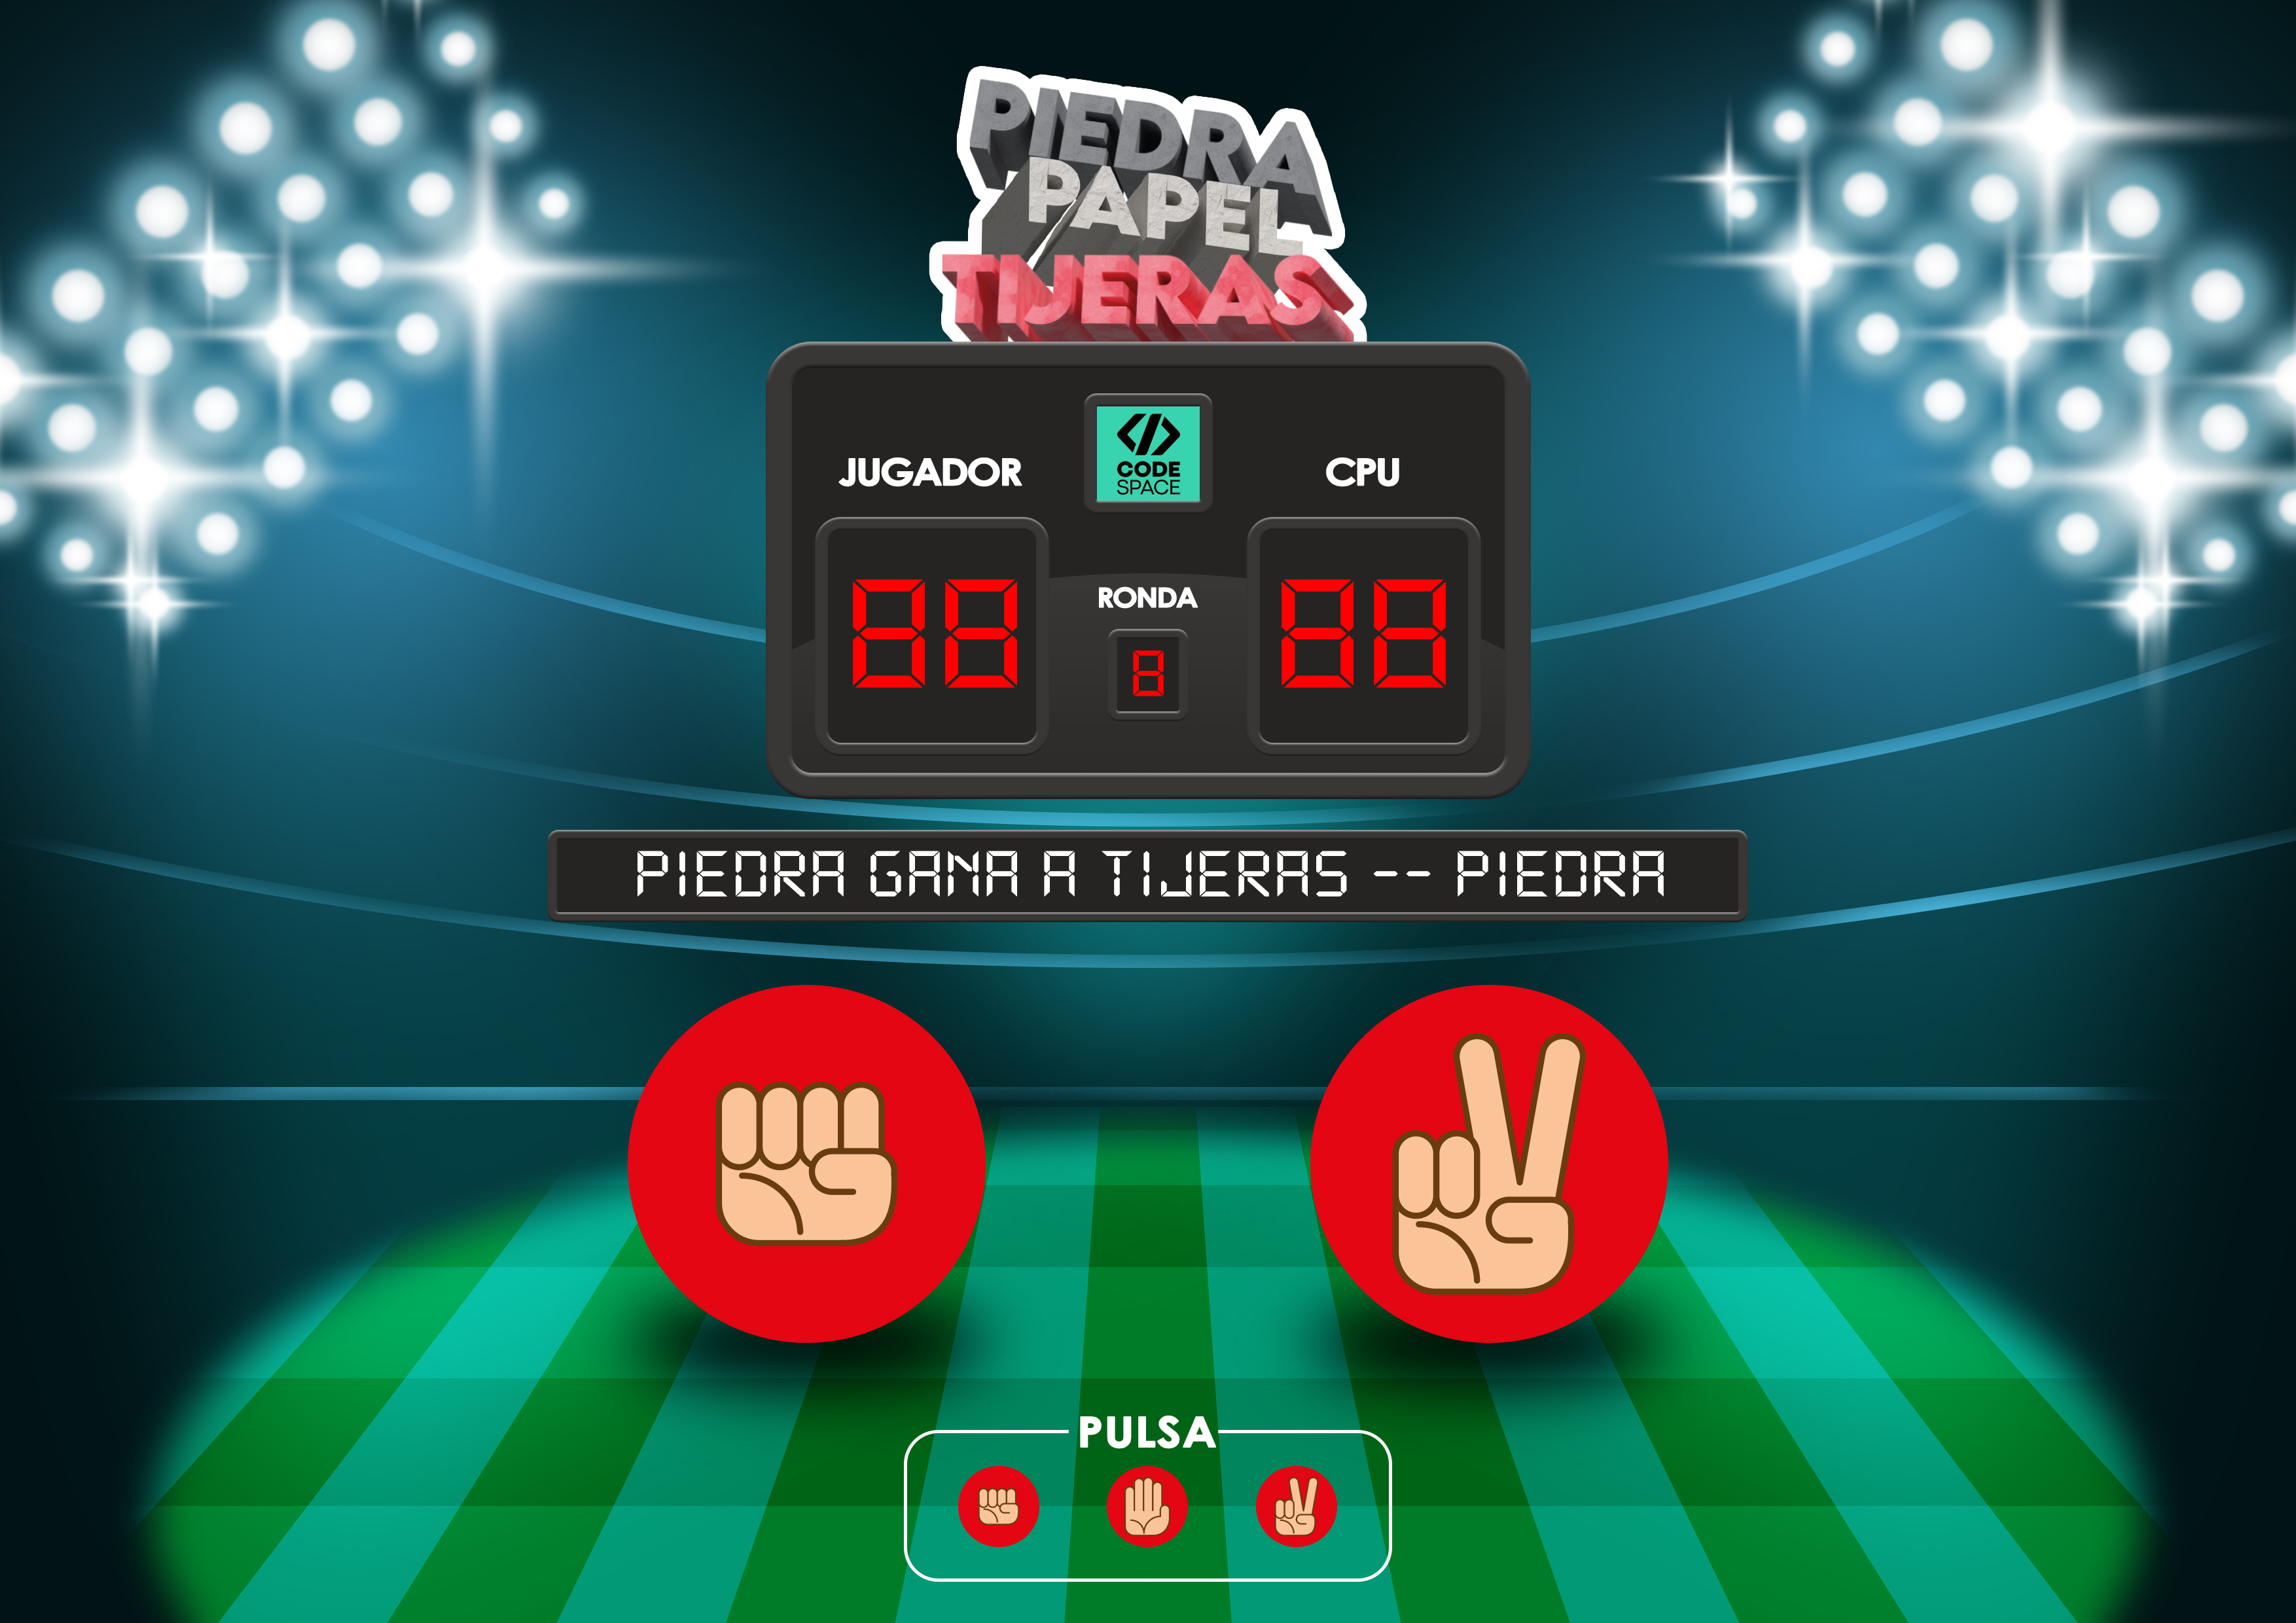 PIEDRA
PAPEL
TIJERAS
CODE
SPACE
JUGADOR
CPU
88
RONDA
8
88
PIEDRA GANA A TIJERAS -- PIEDRA
PULSA